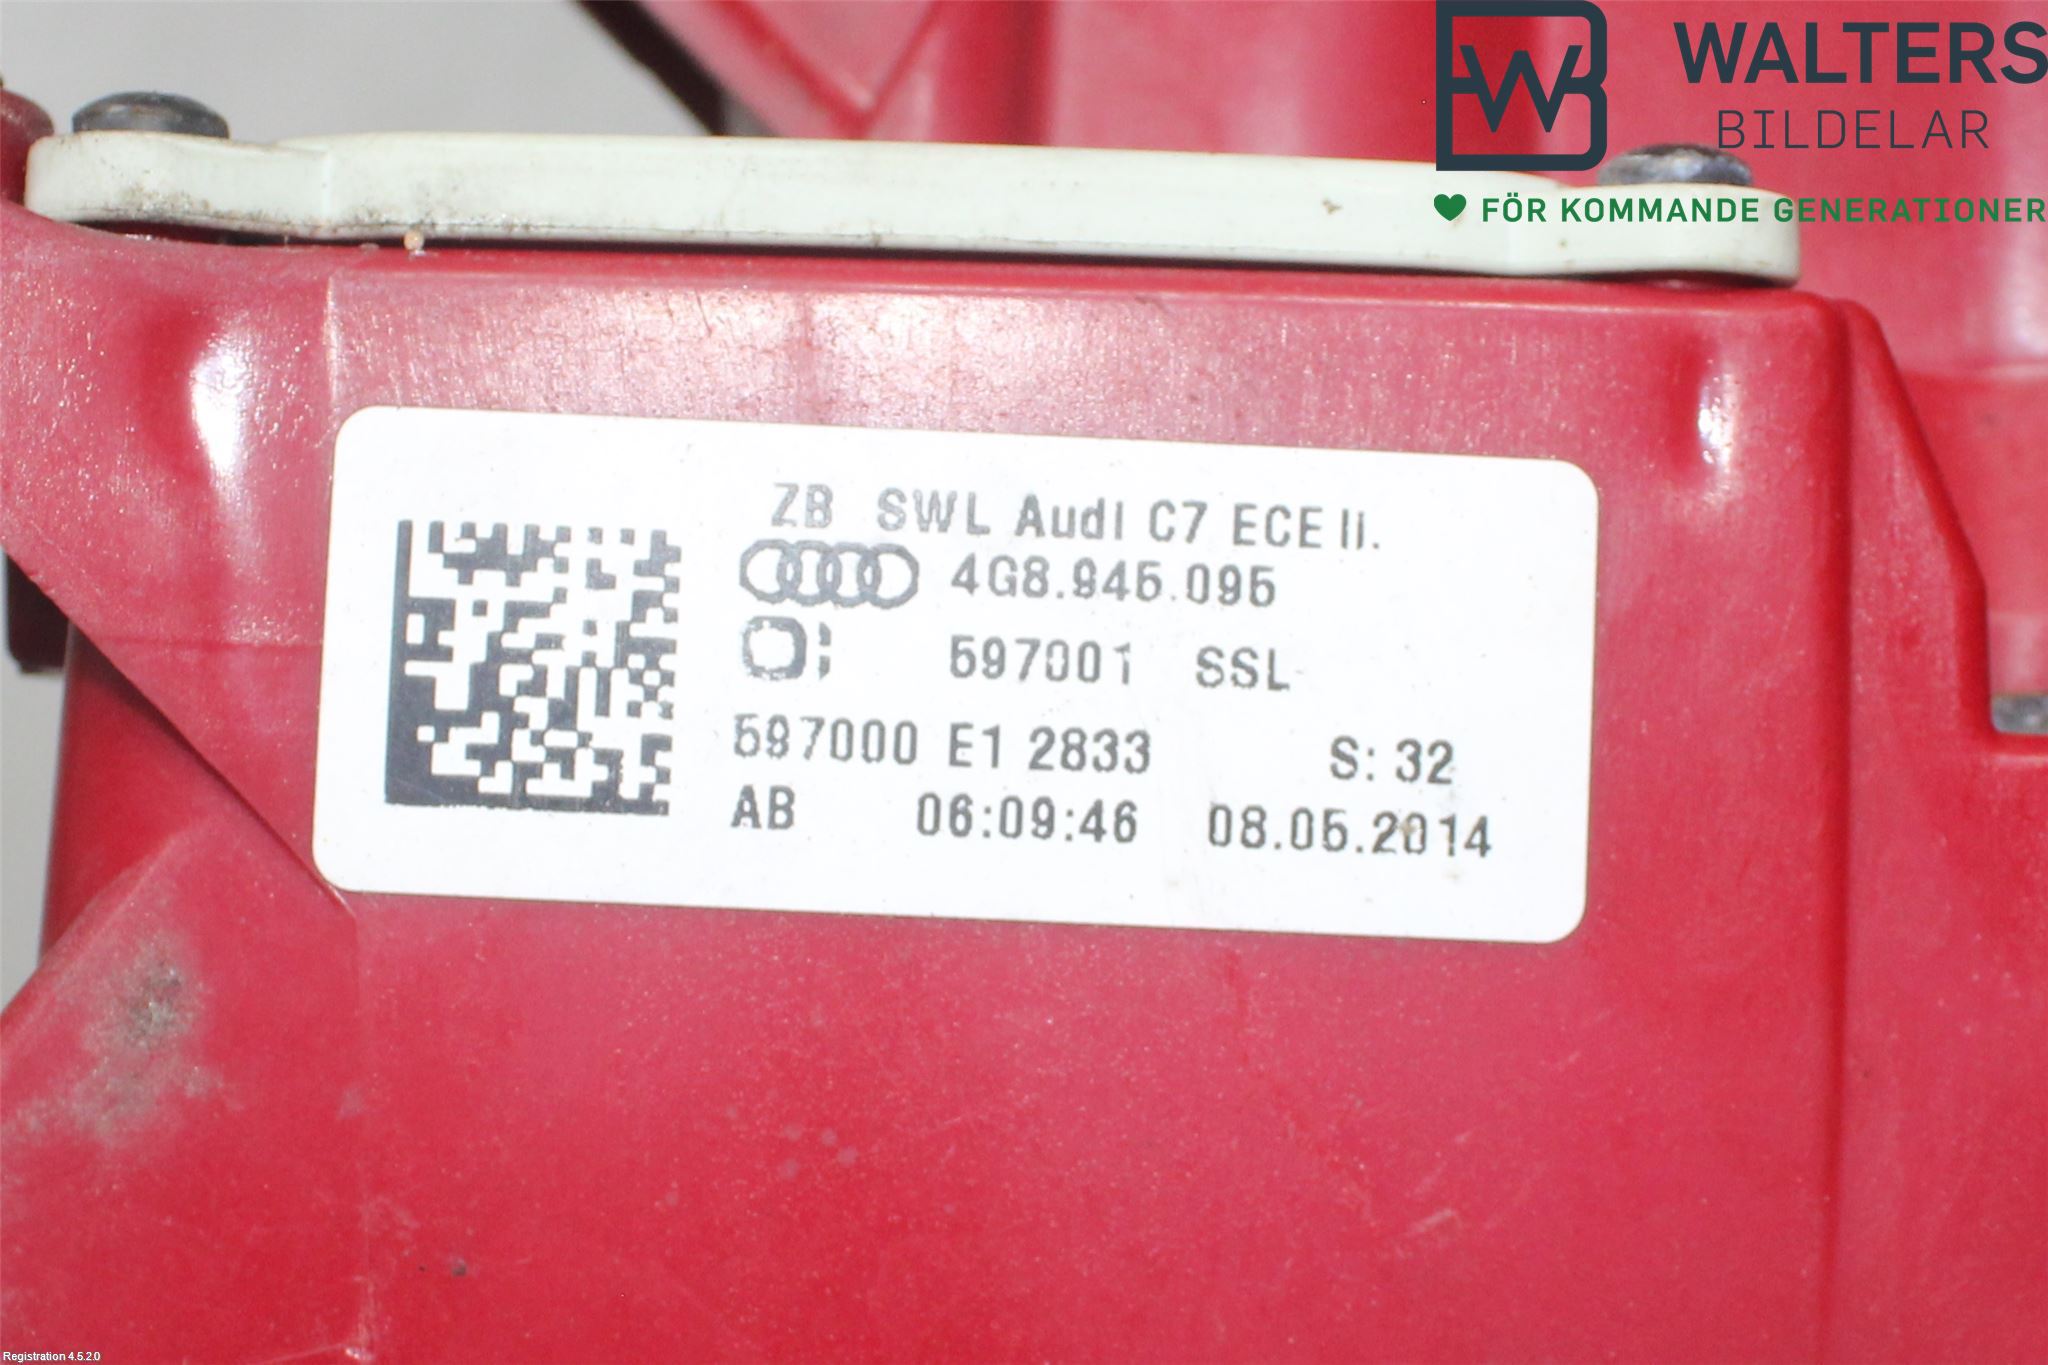 WALTERS
BILDELAR
FÖR KOMMANDE GENERATIONER
ZB SWL Audi C7 ECE li.
4G8.945.095
597001 SSL
597000 E1 2833 S: 32
AB 06:09:46 08.05.2014
Registration 4.5.2.0